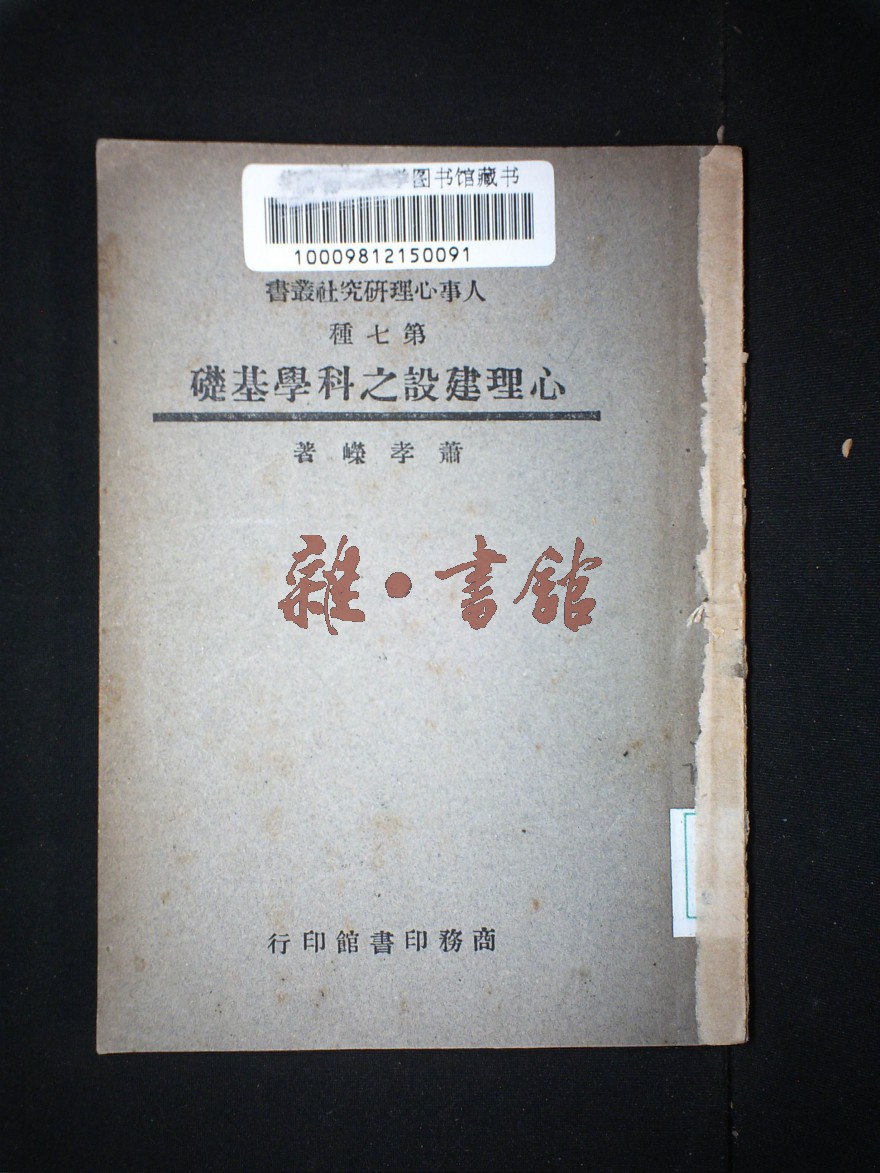 图书馆藏书
10009812150091
人事心理研究社叢書
第七種
心理建設之科學基礎
蕭孝嶸著
雜·書館
商務印書館印行